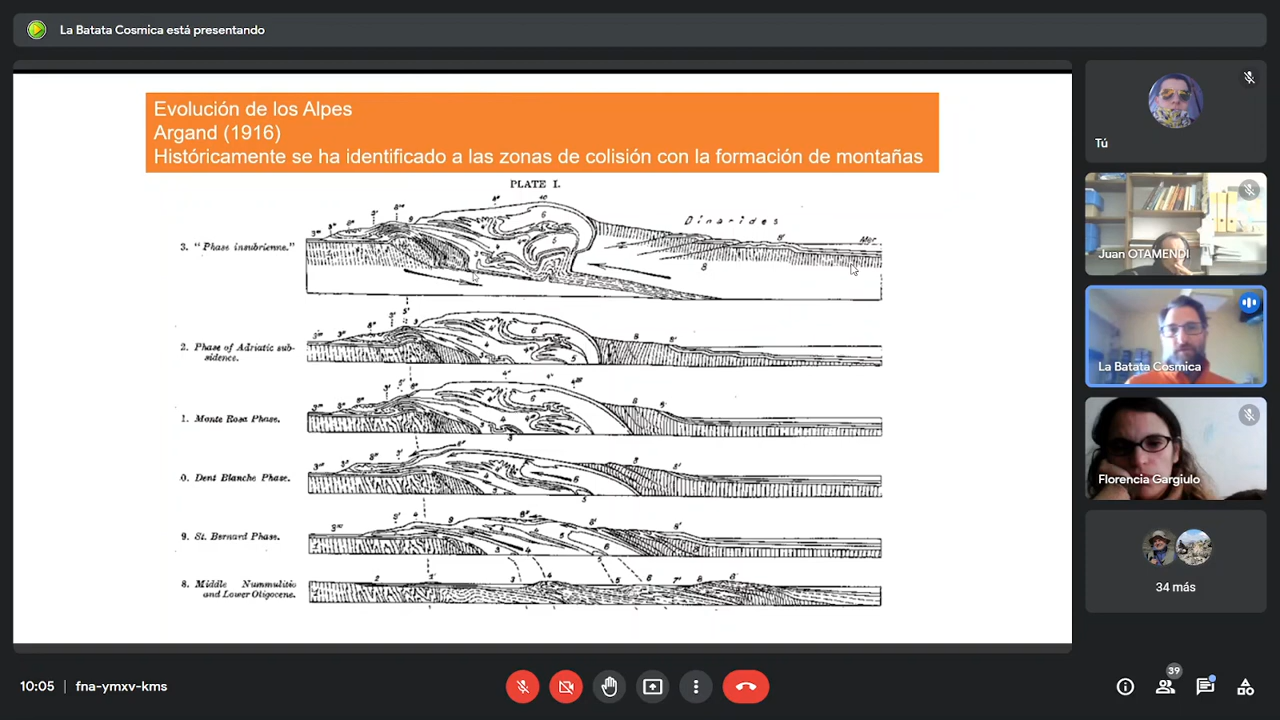 La Batata Cosmica está presentando
Evolución de los Alpes
Argand (1916)
Históricamente se ha identificado a las zonas de colisión con la formación de montañas
PLATE I.
Dinarides
Mer
3. "Phase insubrienne."
2. Phase of Adriatic sub-
sidence.
1. Monte Rosa Phase.
0. Dent Blanche Phase.
9. St. Bernard Phase.
8. Middle Nummulitic
and Lower Oligocene.
Tú
Juan OTAMENDI
La Batata Cosmica
Florencia Gargiulo
34 más
10:05 | fna-ymxv-kms
39